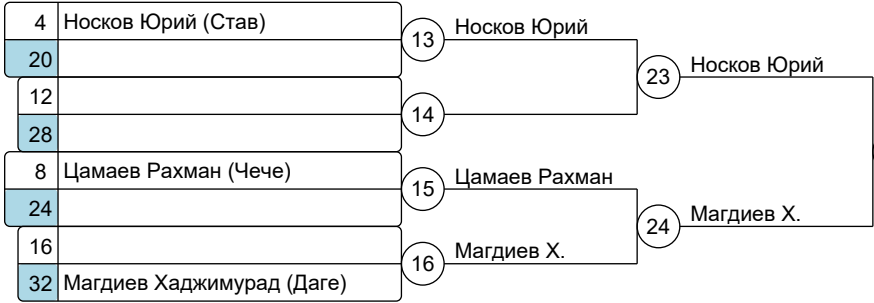 4 Носков Юрий (Став)
20
13 Носков Юрий
12
28
14
23 Носков Юрий
8 Цамаев Рахман (Чече)
24
15 Цамаев Рахман
16
32 Магдиев Хаджимурад (Даге)
16 Магдиев Х.
24 Магдиев Х.